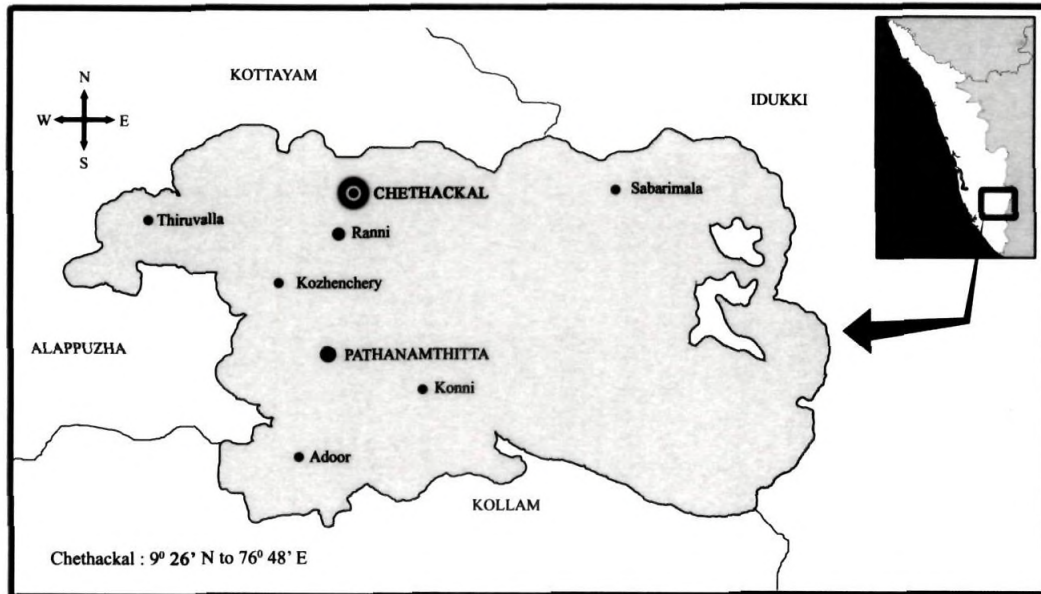 KOTTAYAM
IDUKKI
N
W E
S
CHETHACKAL
Sabarimala
Thiruvalla
Ranni
Kozhenchery
ALAPPUZHA
PATHANAMTHITTA
Konni
Adoor
KOLLAM
Chethackal : 9⁰ 26' N to 76⁰ 48' E